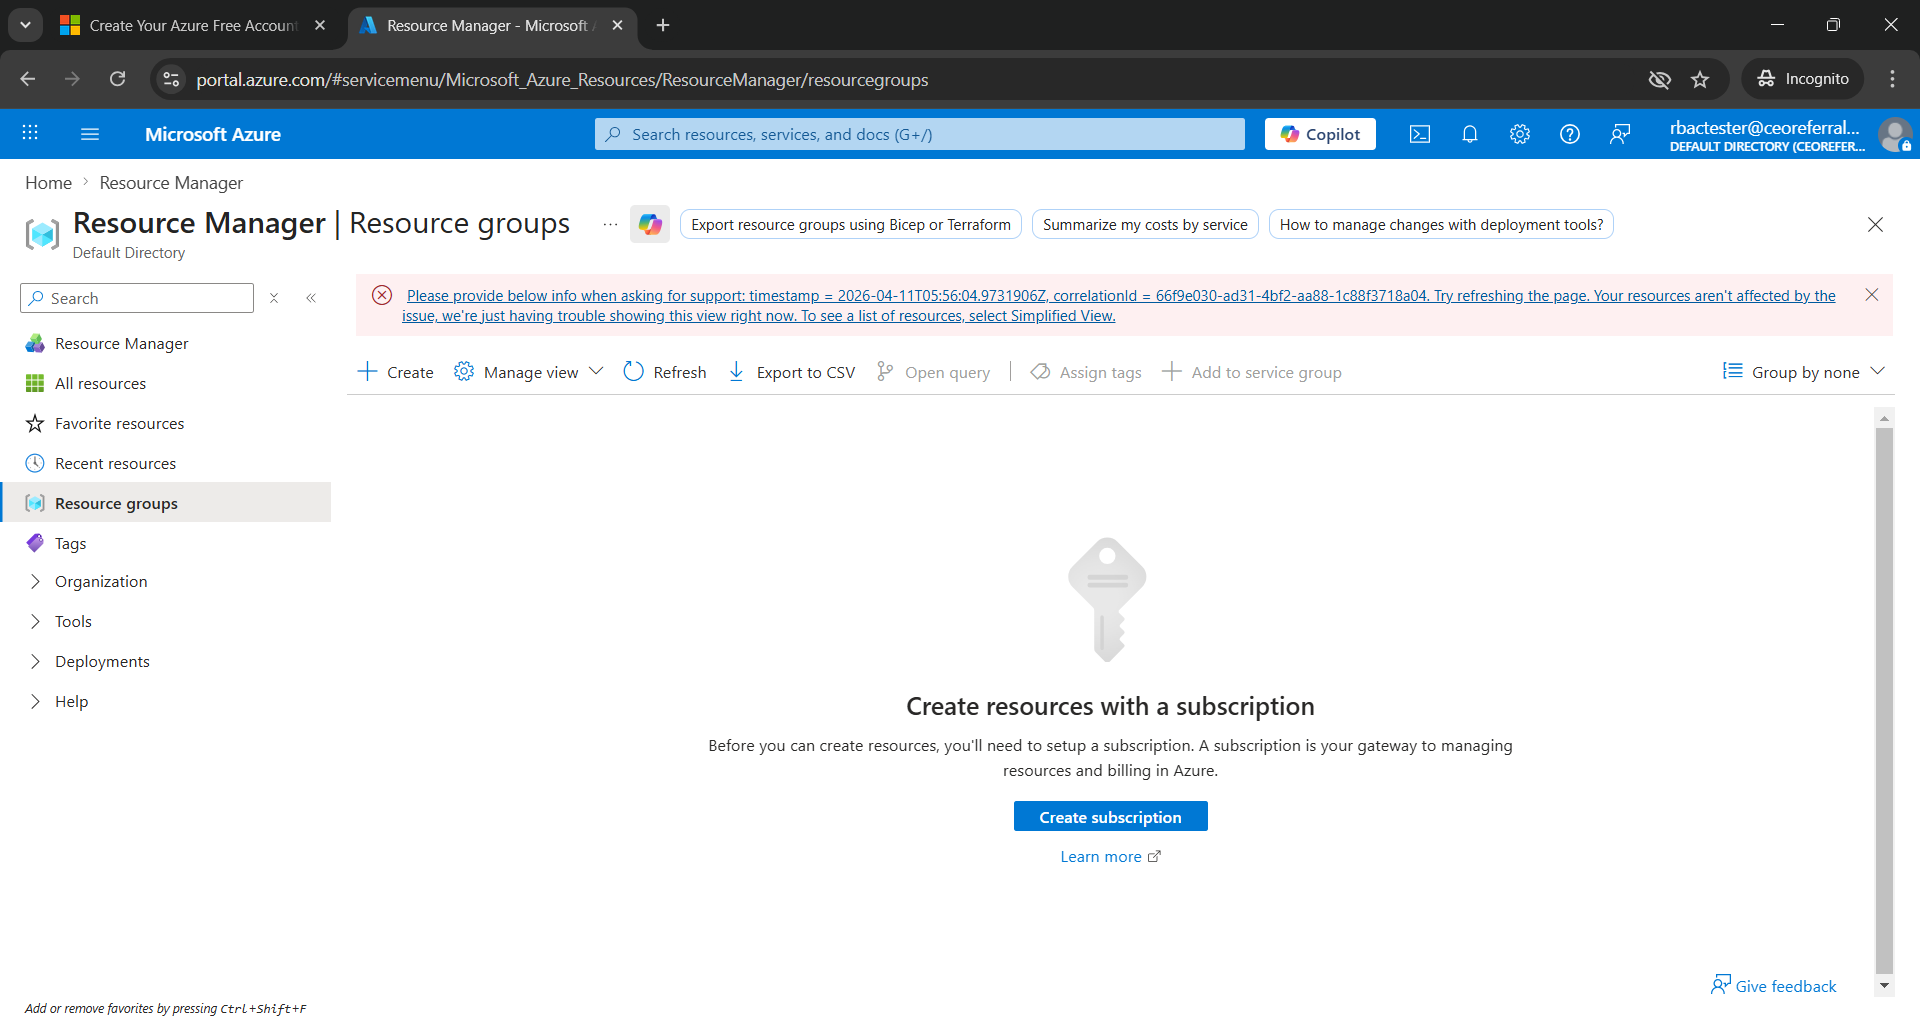 Create Your Azure Free Account
Resource Manager - Microsoft A
portal.azure.com/#servicemenu/Microsoft_Azure_Resources/ResourceManager/resourcegroups
Incognito
Microsoft Azure
Search resources, services, and docs (G+/)
Copilot
rbactester@ceoreferral...
DEFAULT DIRECTORY (CEOREFER...
Home > Resource Manager
Resource Manager | Resource groups
...
Export resource groups using Bicep or Terraform
Summarize my costs by service
How to manage changes with deployment tools?
Default Directory
Search
Please provide below info when asking for support: timestamp = 2026-04-11T05:56:04.9731906Z, correlationId = 66f9e030-ad31-4bf2-aa88-1c88f3718a04. Try refreshing the page. Your resources aren't affected by the
issue, we're just having trouble showing this view right now. To see a list of resources, select Simplified View.
Resource Manager
All resources
Favorite resources
Recent resources
Resource groups
Tags
Organization
Tools
Deployments
Help
Create
Manage view
Refresh
Export to CSV
Open query
Assign tags
Add to service group
Group by none
Create resources with a subscription
Before you can create resources, you'll need to setup a subscription. A subscription is your gateway to managing
resources and billing in Azure.
Create subscription
Learn more
Give feedback
Add or remove favorites by pressing Ctrl+Shift+F